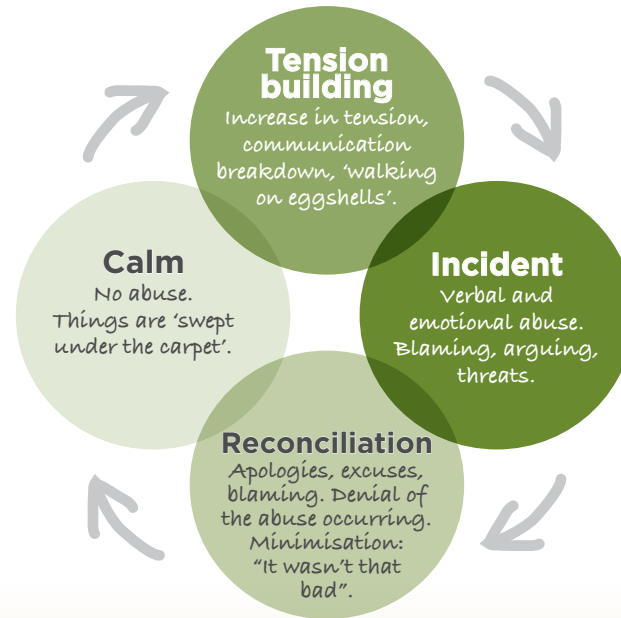 Tension
building
Increase in tension,
communication
breakdown, ‘walking
on eggshells’.
Calm
No abuse.
Things are ‘swept
under the carpet’.
Incident
Verbal and
emotional abuse.
Blaming, arguing,
threats.
Reconciliation
Apologies, excuses,
blaming. Denial of
the abuse occurring.
Minimisation:
“It wasn’t that
bad”.